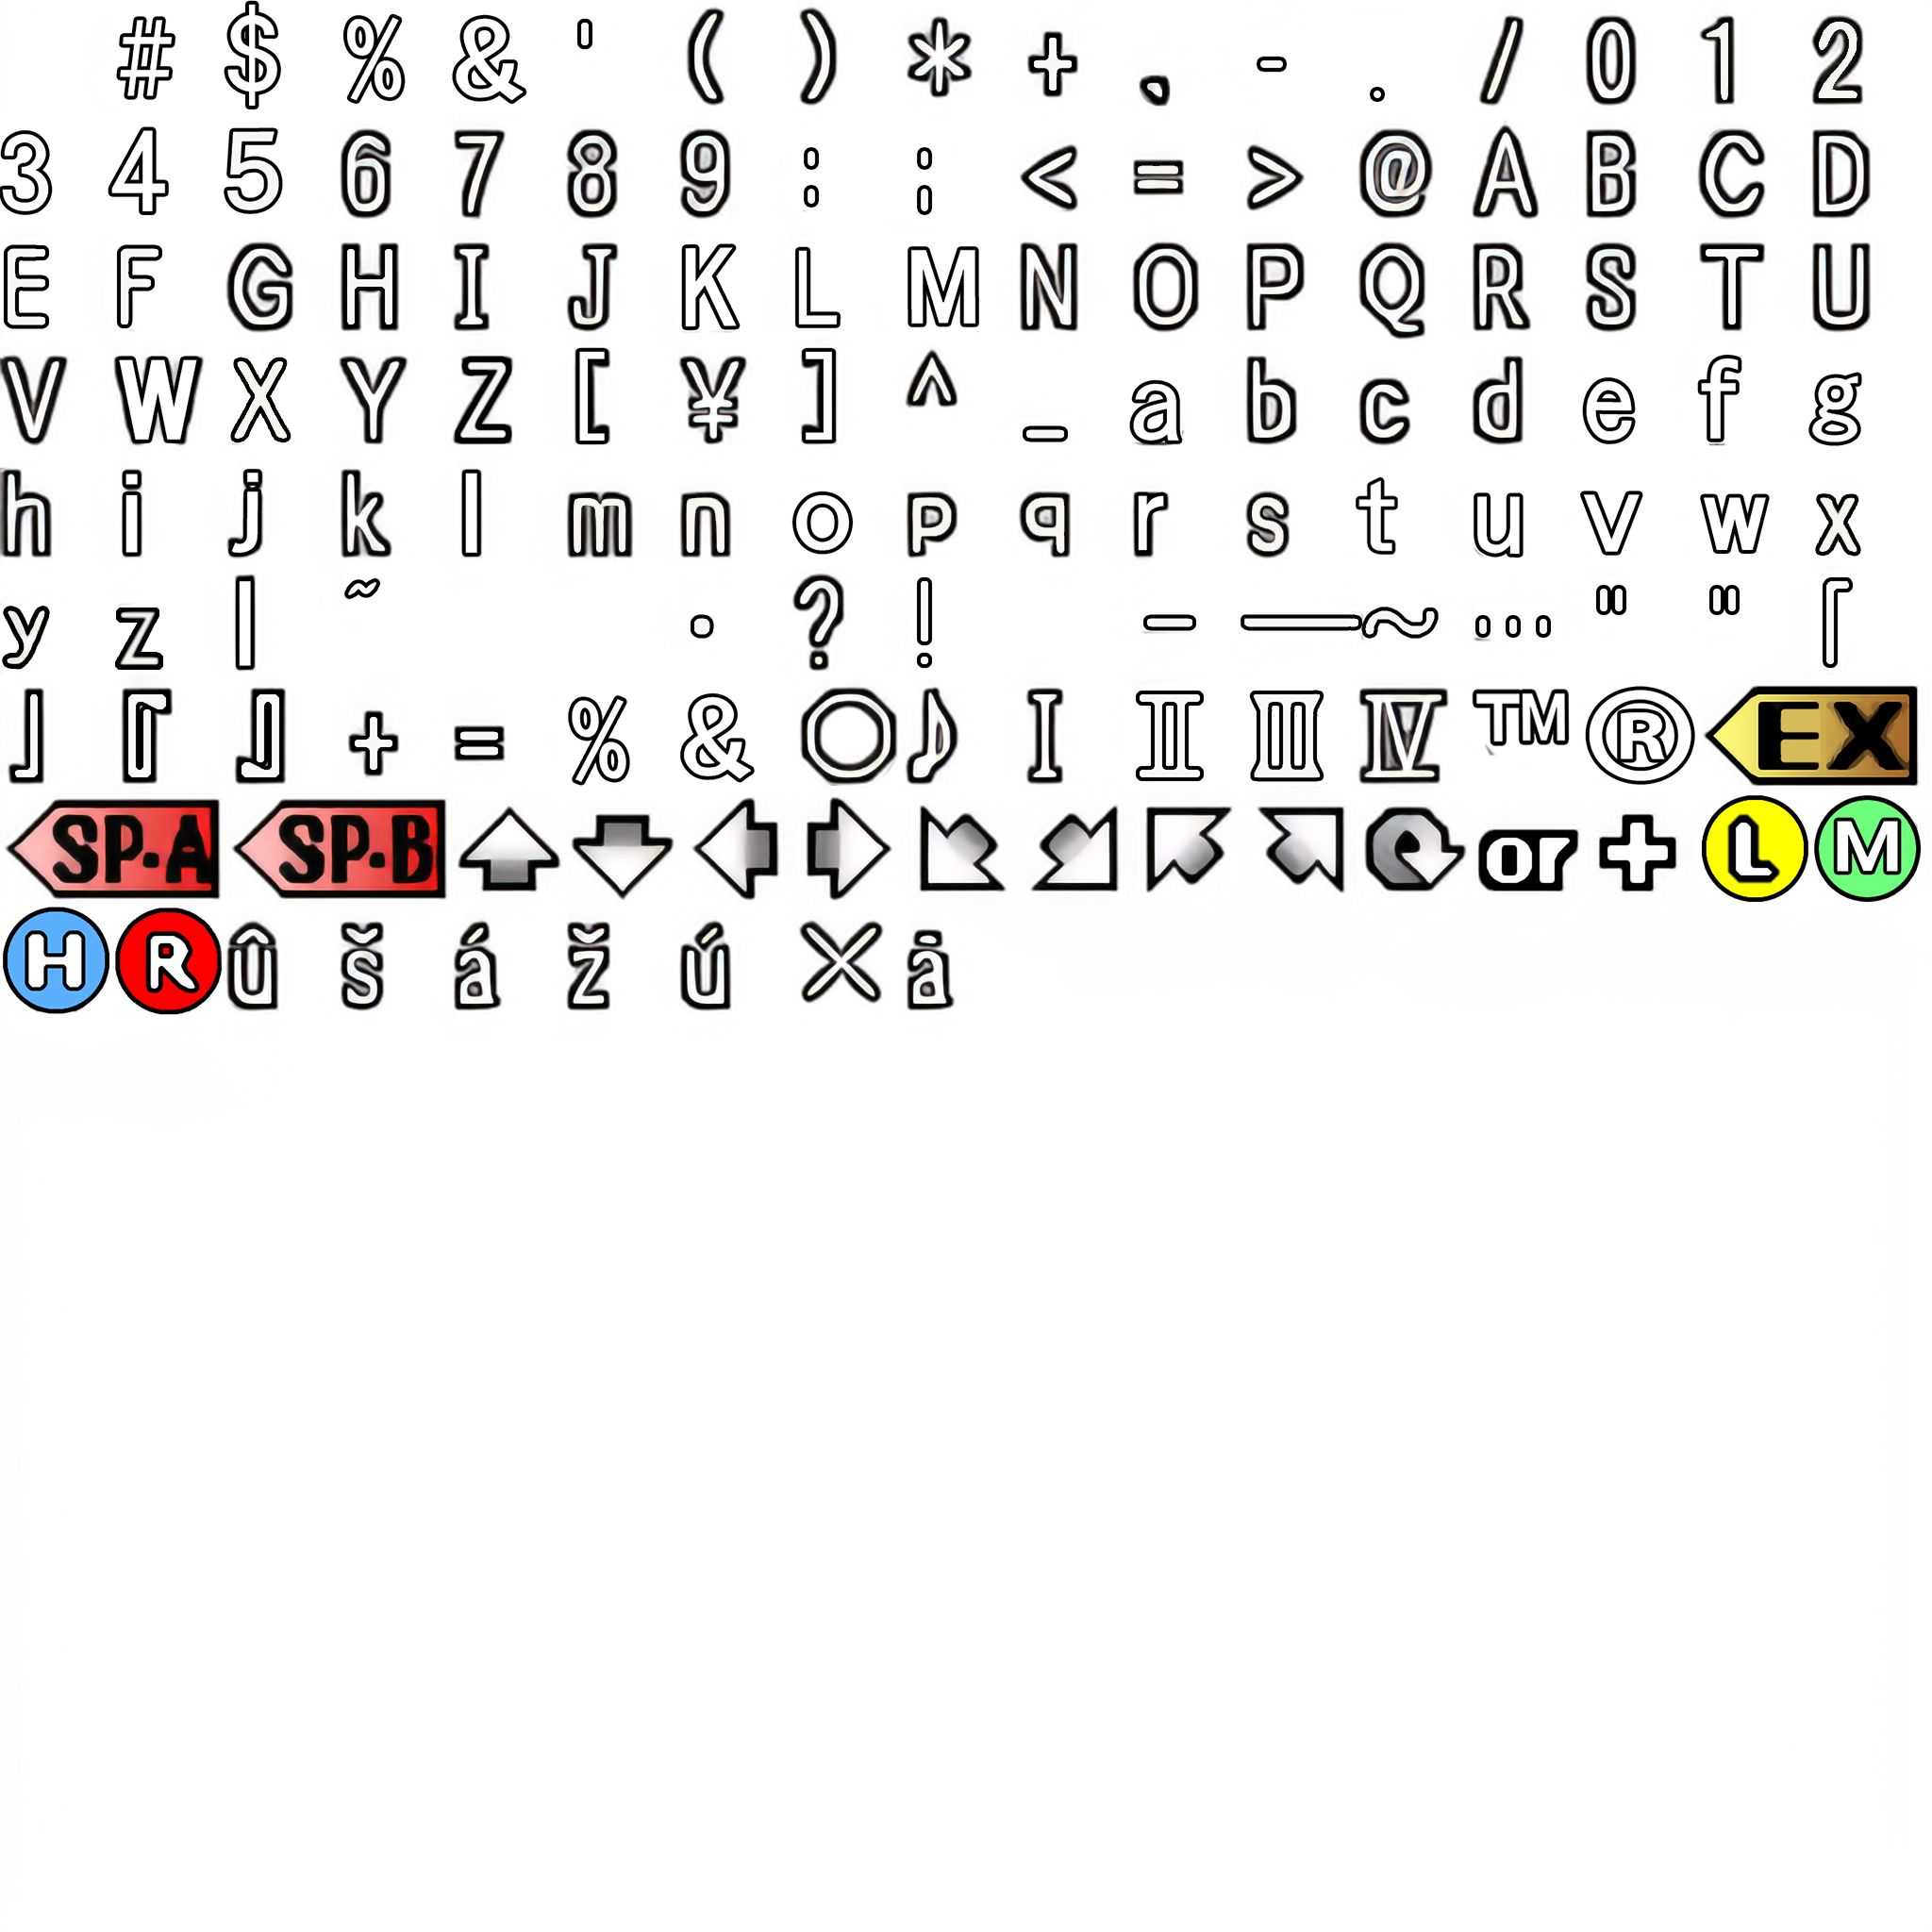 # $ % & ' ( ) * + , - . / 0 1 2
3 4 5 6 7 8 9 : : < = > @ A B C D
E F G H I J K L M N O P Q R S T U
V W X Y Z [ ¥ ] ^ _ a b c d e f g
h i j k l m n o p q r s t u v w x
y z | ~ · ? ! – — ~ … " " 「
」 『 』 + = % & ○ ♪ Ⅰ Ⅱ Ⅲ Ⅳ ™ ® EX
SP-A SP-B ↑ ↓ ← → ↙ ↘ ↖ ↗ or + L M
H R û š á ž ú × ā